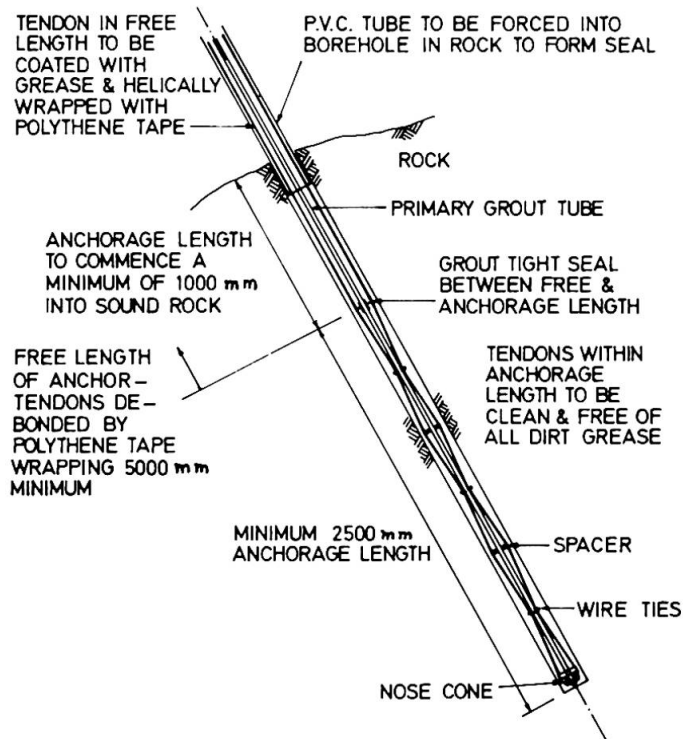 TENDON IN FREE
LENGTH TO BE
COATED WITH
GREASE & HELICALLY
WRAPPED WITH
POLYTHENE TAPE
P.V.C. TUBE TO BE FORCED INTO
BOREHOLE IN ROCK TO FORM SEAL
ROCK
PRIMARY GROUT TUBE
ANCHORAGE LENGTH
TO COMMENCE A
MINIMUM OF 1000 mm
INTO SOUND ROCK
GROUT TIGHT SEAL
BETWEEN FREE &
ANCHORAGE LENGTH
FREE LENGTH
OF ANCHOR-
TENDONS DE-
BONDED BY
POLYTHENE TAPE
WRAPPING 5000 mm
MINIMUM
TENDONS WITHIN
ANCHORAGE
LENGTH TO BE
CLEAN & FREE OF
ALL DIRT GREASE
MINIMUM 2500 mm
ANCHORAGE LENGTH
SPACER
WIRE TIES
NOSE CONE